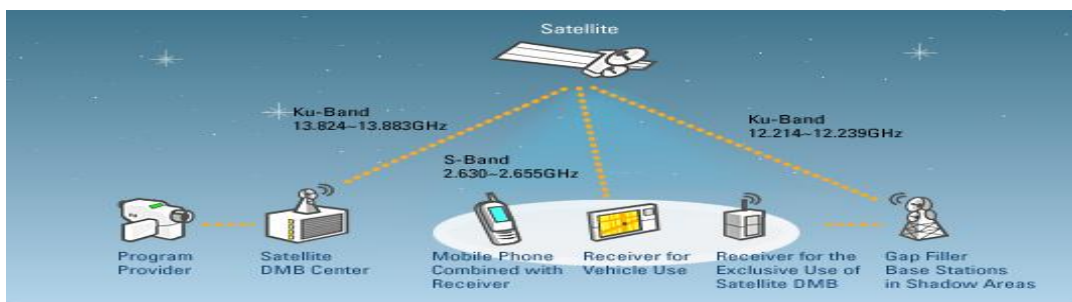 Satellite
Ku-Band
13.824~13.883GHz
Ku-Band
12.214~12.239GHz
S-Band
2.630~2.655GHz
Program
Provider
Satellite
DMB Center
Mobile Phone
Combined with
Receiver
Receiver for
Vehicle Use
Receiver for the
Exclusive Use of
Satellite DMB
Gap Filler
Base Stations
in Shadow Areas